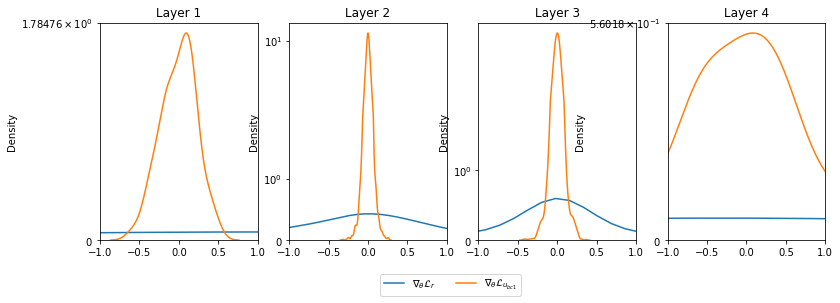 Layer 1 Layer 2 Layer 3 Layer 4
1.78476 × 10⁰ 10¹ 5.6018 × 10⁻¹
Density Density Density Density
10⁰ 10⁰
0 0 0 0
−1.0 −0.5 0.0 0.5 1.0 −1.0 −0.5 0.0 0.5 1.0 −1.0 −0.5 0.0 0.5 1.0 −1.0 −0.5 0.0 0.5 1.0
∇θℒr ∇θℒu_bc1